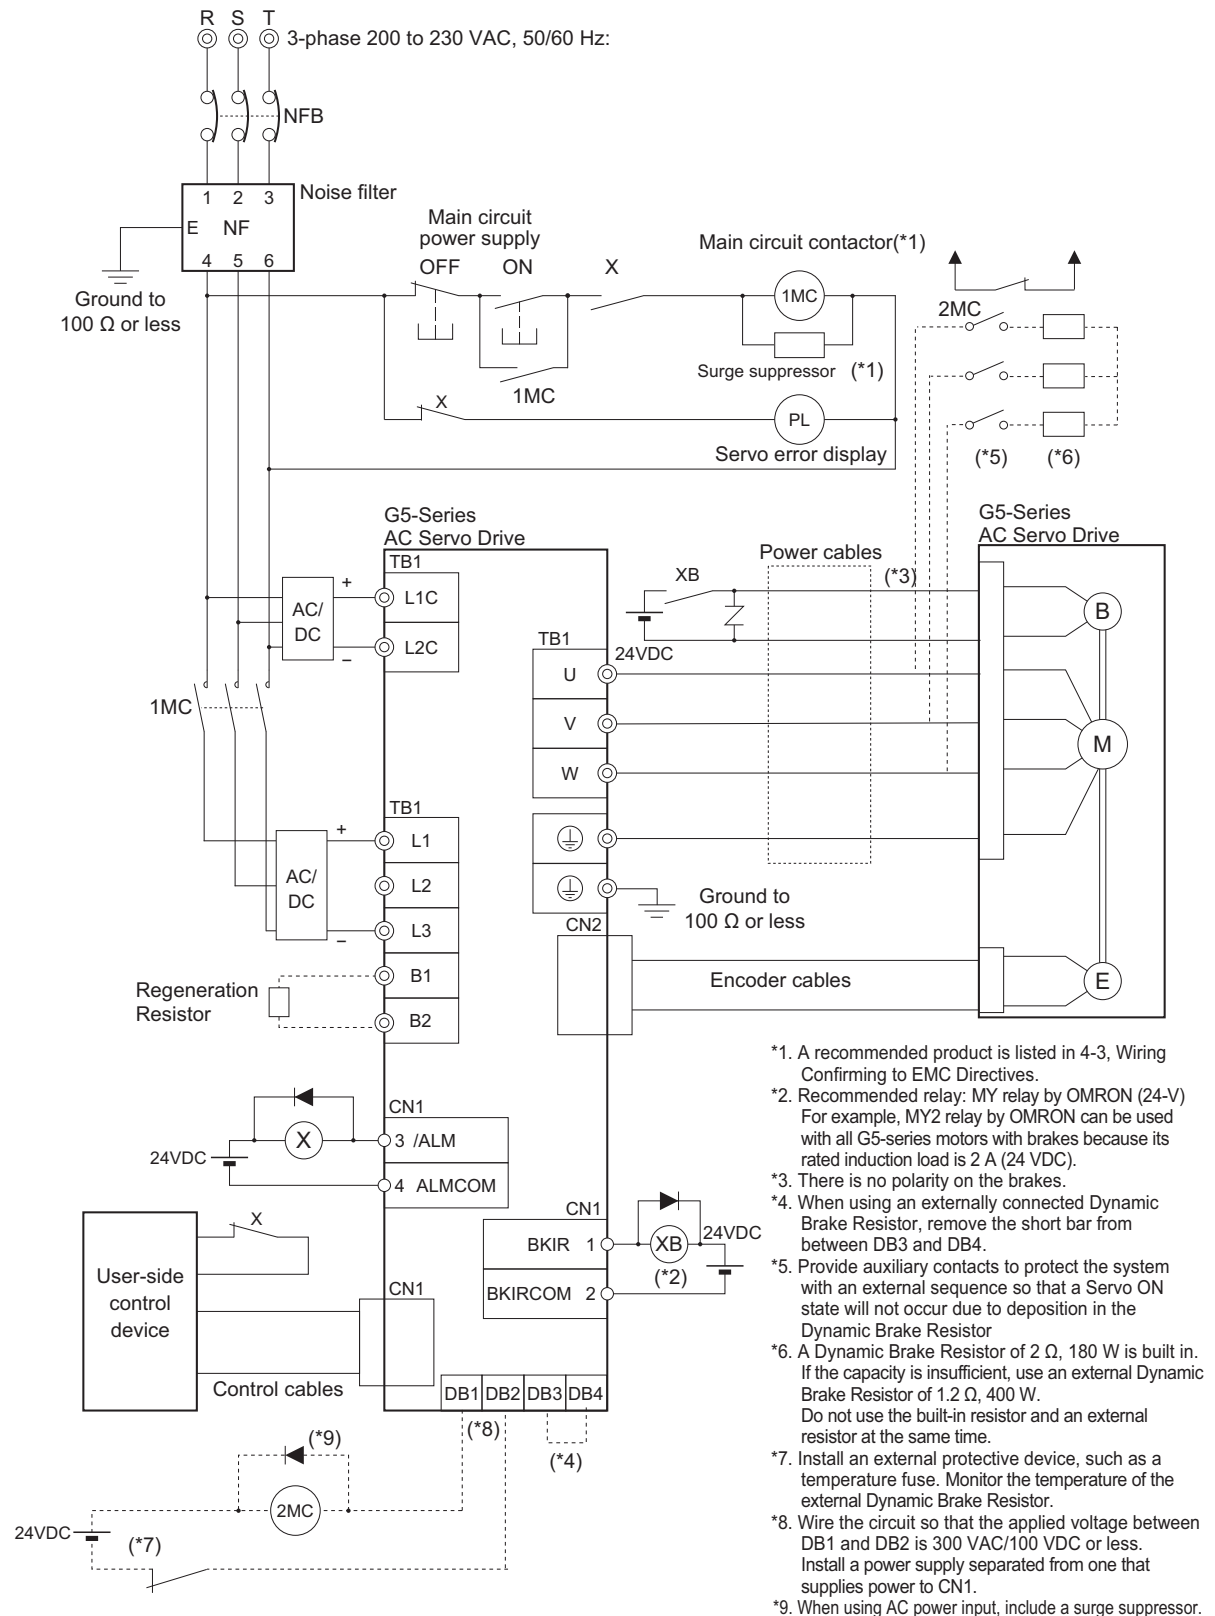 R S T
3-phase 200 to 230 VAC, 50/60 Hz:
NFB
1 2 3
Noise filter
E NF
4 5 6
Ground to
100 Ω or less
Main circuit
power supply
OFF ON X
Main circuit contactor(*1)
1MC
Surge suppressor (*1)
1MC
X
PL
Servo error display
2MC
(*5) (*6)
G5-Series
AC Servo Drive
TB1
+
AC/
DC
L1C
L2C
–
1MC
TB1
+
L1
AC/
DC
L2
L3
–
B1
Regeneration
Resistor
B2
TB1
U
V
W
Ground to
100 Ω or less
CN2
XB
24VDC
Power cables
(*3)
G5-Series
AC Servo Drive
B
M
E
Encoder cables
CN1
X
3 /ALM
24VDC
4 ALMCOM
CN1
BKIR 1
XB
24VDC
(*2)
BKIRCOM 2
User-side
control
device
X
CN1
Control cables
DB1 DB2 DB3 DB4
(*8)
(*4)
(*9)
2MC
24VDC
(*7)
*1. A recommended product is listed in 4-3, Wiring
Confirming to EMC Directives.
*2. Recommended relay: MY relay by OMRON (24-V)
For example, MY2 relay by OMRON can be used
with all G5-series motors with brakes because its
rated induction load is 2 A (24 VDC).
*3. There is no polarity on the brakes.
*4. When using an externally connected Dynamic
Brake Resistor, remove the short bar from
between DB3 and DB4.
*5. Provide auxiliary contacts to protect the system
with an external sequence so that a Servo ON
state will not occur due to deposition in the
Dynamic Brake Resistor
*6. A Dynamic Brake Resistor of 2 Ω, 180 W is built in.
If the capacity is insufficient, use an external Dynamic
Brake Resistor of 1.2 Ω, 400 W.
Do not use the built-in resistor and an external
resistor at the same time.
*7. Install an external protective device, such as a
temperature fuse. Monitor the temperature of the
external Dynamic Brake Resistor.
*8. Wire the circuit so that the applied voltage between
DB1 and DB2 is 300 VAC/100 VDC or less.
Install a power supply separated from one that
supplies power to CN1.
*9. When using AC power input, include a surge suppressor.